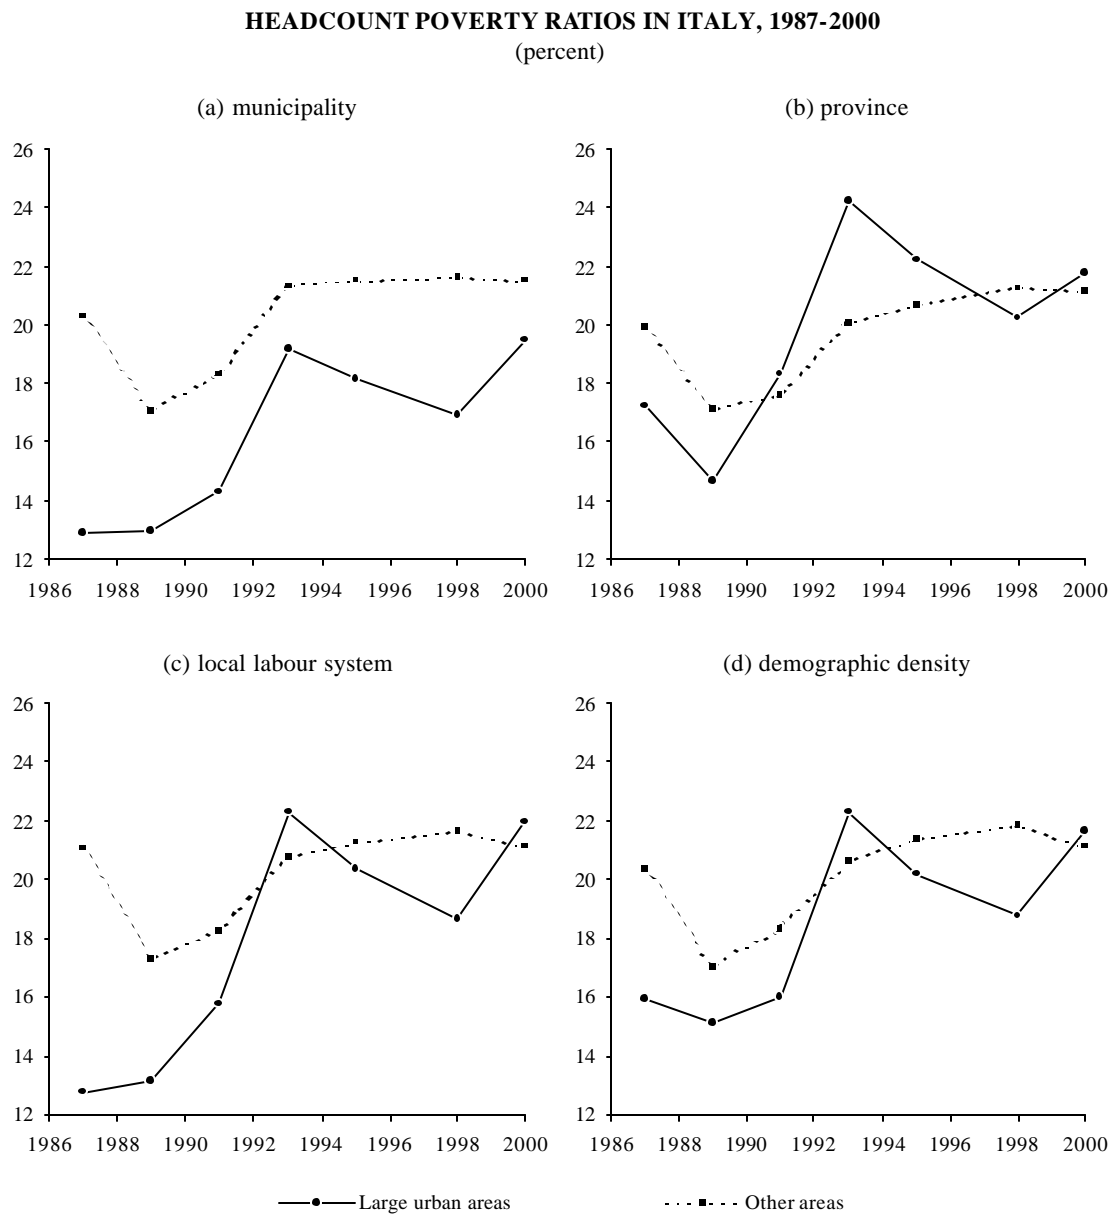 HEADCOUNT POVERTY RATIOS IN ITALY, 1987-2000
(percent)
(a) municipality
26
24
22
20
18
16
14
12
1986 1988 1990 1992 1994 1996 1998 2000
(b) province
26
24
22
20
18
16
14
12
1986 1988 1990 1992 1994 1996 1998 2000
(c) local labour system
26
24
22
20
18
16
14
12
1986 1988 1990 1992 1994 1996 1998 2000
(d) demographic density
26
24
22
20
18
16
14
12
1986 1988 1990 1992 1994 1996 1998 2000
Large urban areas Other areas